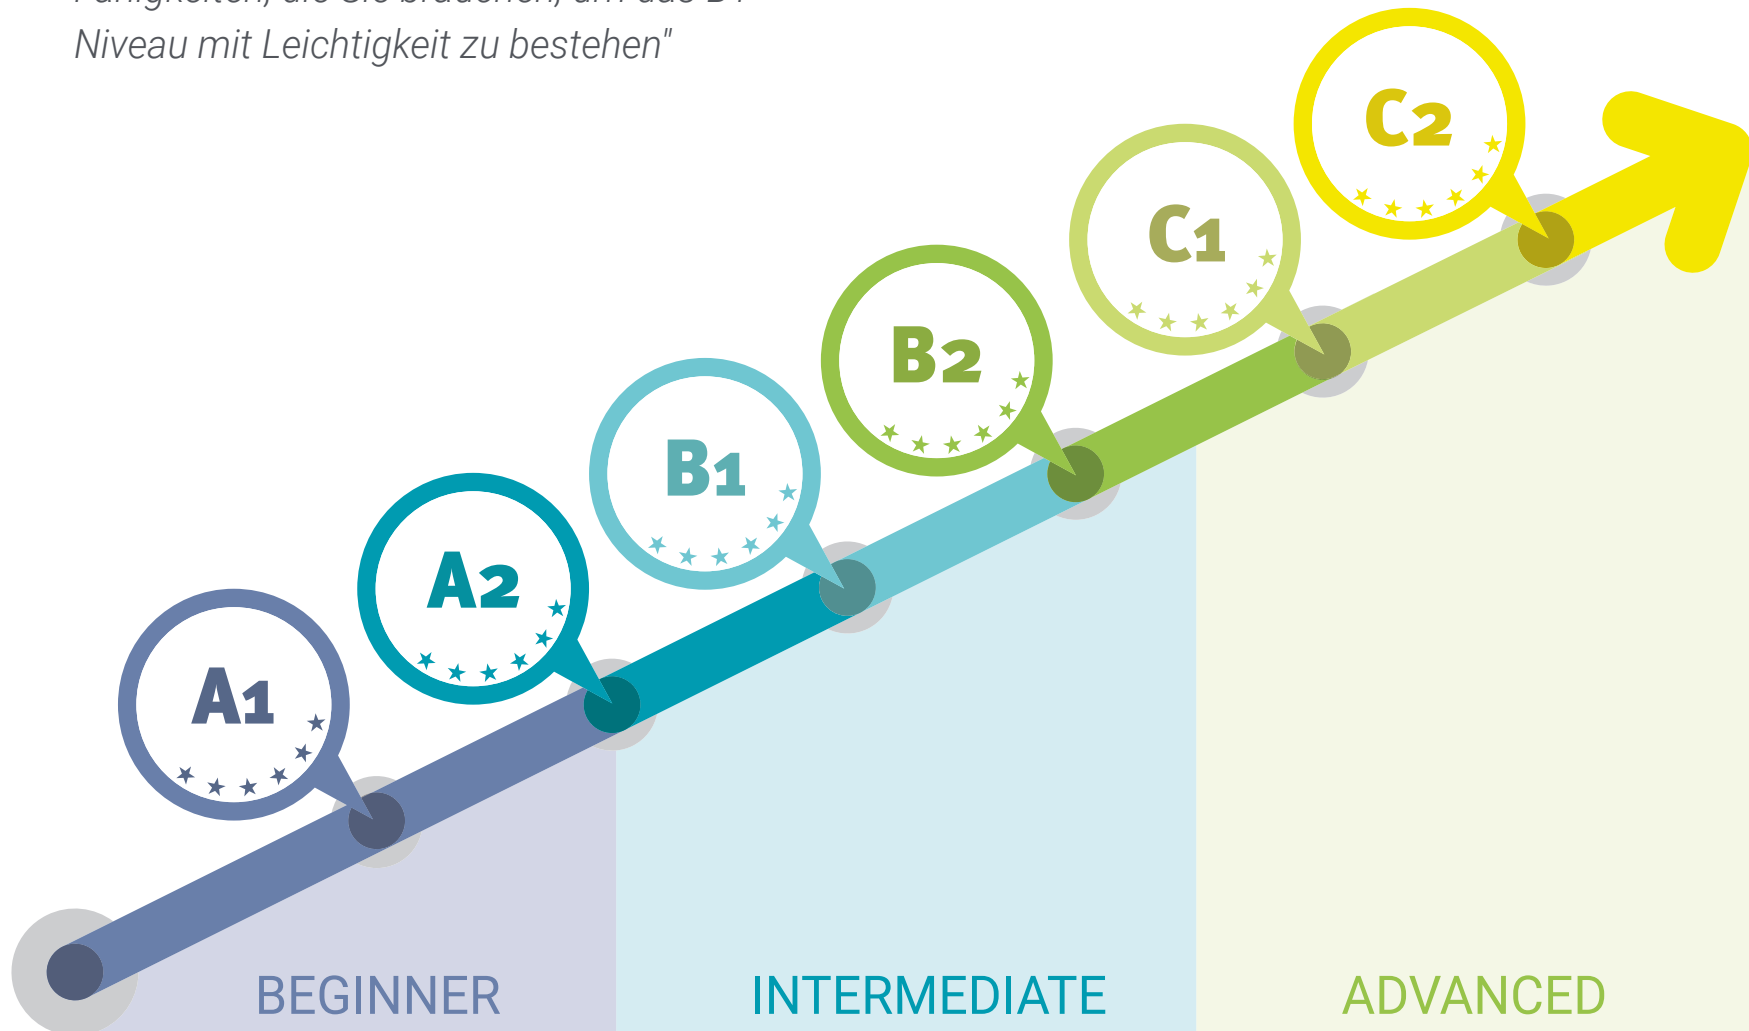 Niveau mit Leichtigkeit zu bestehen"
C2
C1
B2
B1
A2
A1
BEGINNER INTERMEDIATE ADVANCED